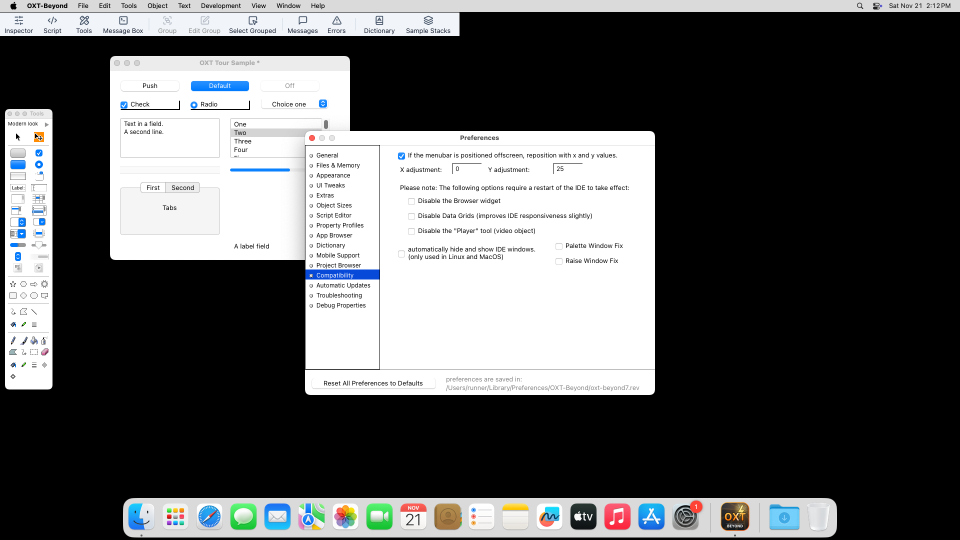 OXT-Beyond File Edit Tools Object Text Development View Window Help Sat Nov 21 2:12 PM
Inspector Script Tools Message Box Group Edit Group Select Grouped Messages Errors Dictionary Sample Stacks
OXT Tour Sample *
Push Default Off
Check Radio Choice one
Text in a field.
A second line.
One
Two
Three
Four
First Second
Tabs
A label field
Tools
Modern look
Label
Preferences
General
Files & Memory
Appearance
UI Tweaks
Extras
Object Sizes
Script Editor
Property Profiles
App Browser
Dictionary
Mobile Support
Project Browser
Compatibility
Automatic Updates
Troubleshooting
Debug Properties
If the menubar is positioned offscreen, reposition with x and y values.
X adjustment: 0 Y adjustment: 25
Please note: The following options require a restart of the IDE to take effect:
Disable the Browser widget
Disable Data Grids (improves IDE responsiveness slightly)
Disable the "Player" tool (video object)
automatically hide and show IDE windows.
(only used in Linux and MacOS)
Palette Window Fix
Raise Window Fix
Reset All Preferences to Defaults
preferences are saved in:
/Users/runner/Library/Preferences/OXT-Beyond/oxt-beyond7.rev
NOV
21
tv
1
OXT
BEYOND